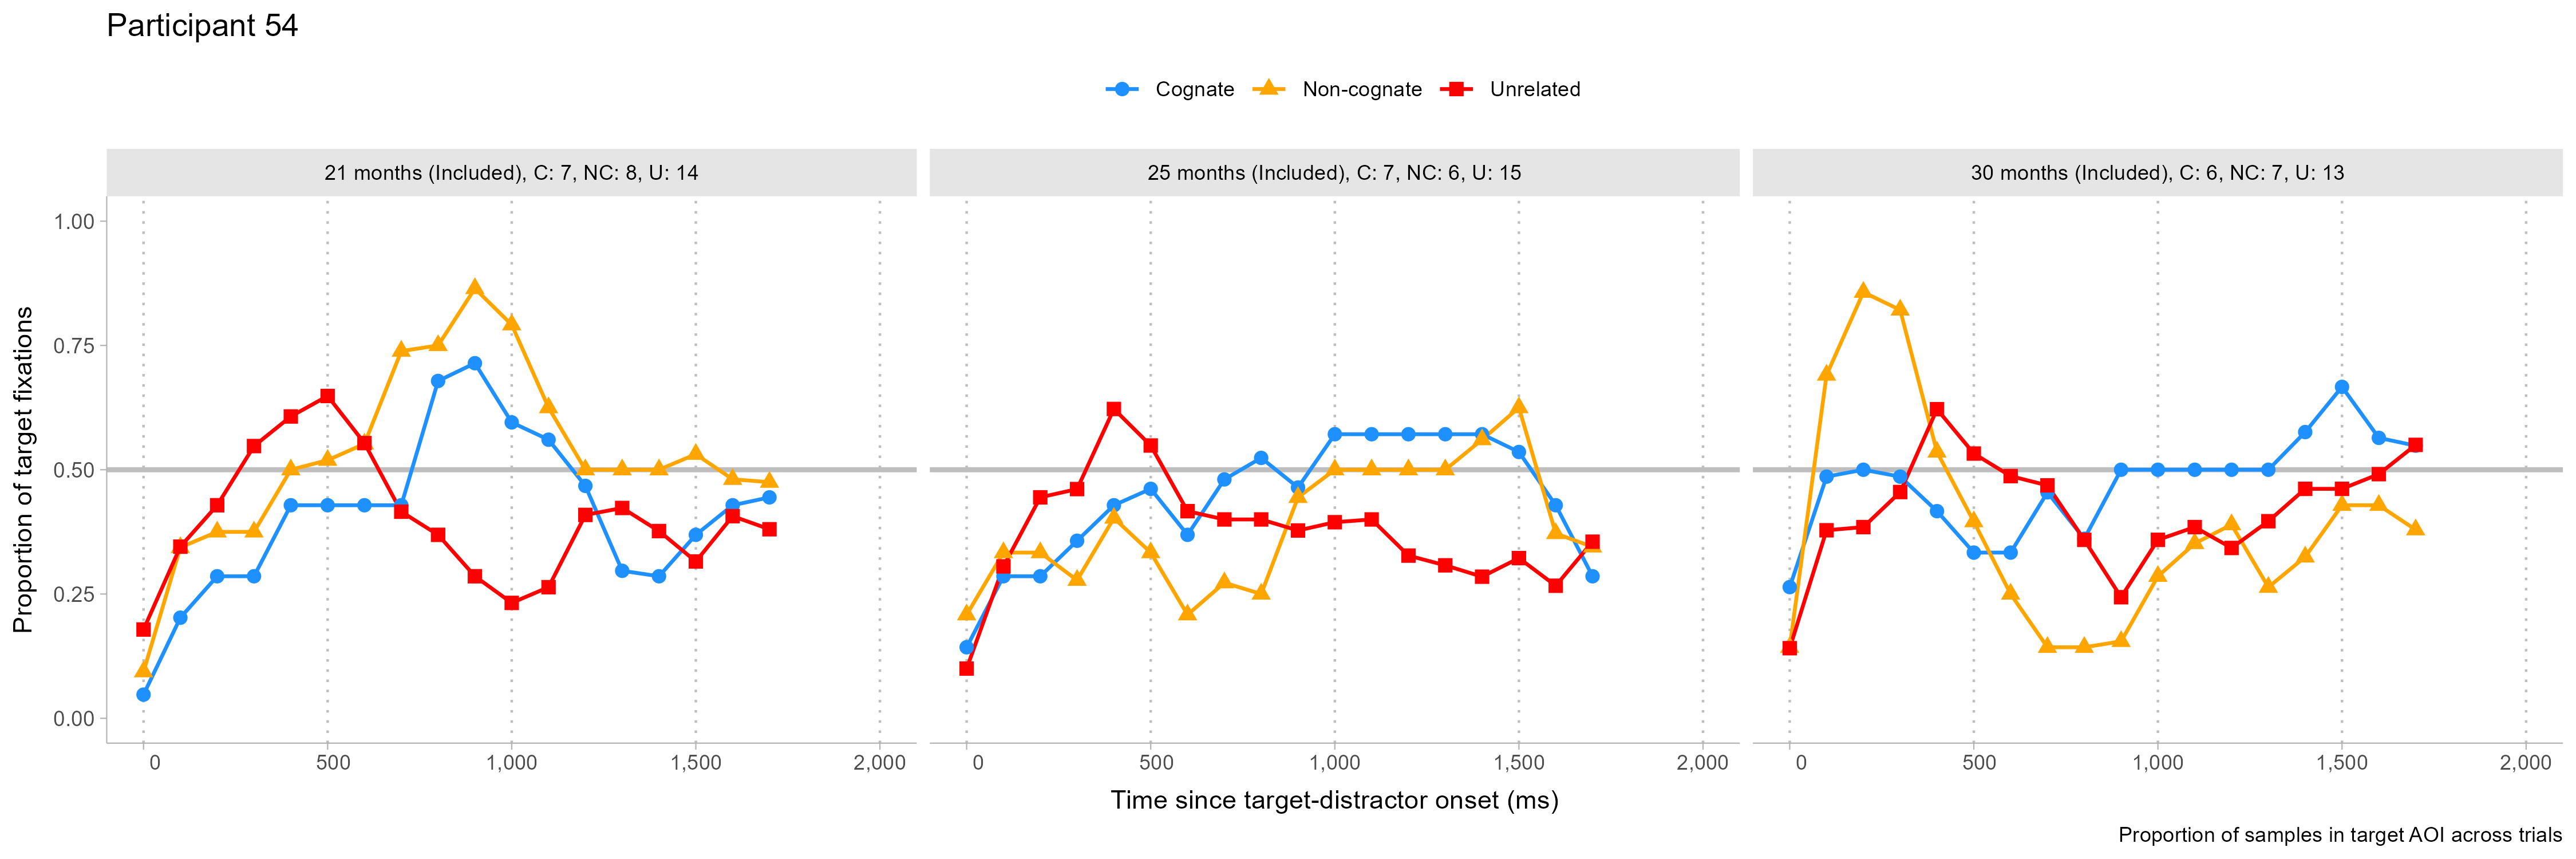 Participant 54
Cognate Non-cognate Unrelated
21 months (Included), C: 7, NC: 8, U: 14
25 months (Included), C: 7, NC: 6, U: 15
30 months (Included), C: 6, NC: 7, U: 13
Proportion of target fixations
1.00
0.75
0.50
0.25
0.00
0 500 1,000 1,500 2,000
0 500 1,000 1,500 2,000
0 500 1,000 1,500 2,000
Time since target-distractor onset (ms)
Proportion of samples in target AOI across trials